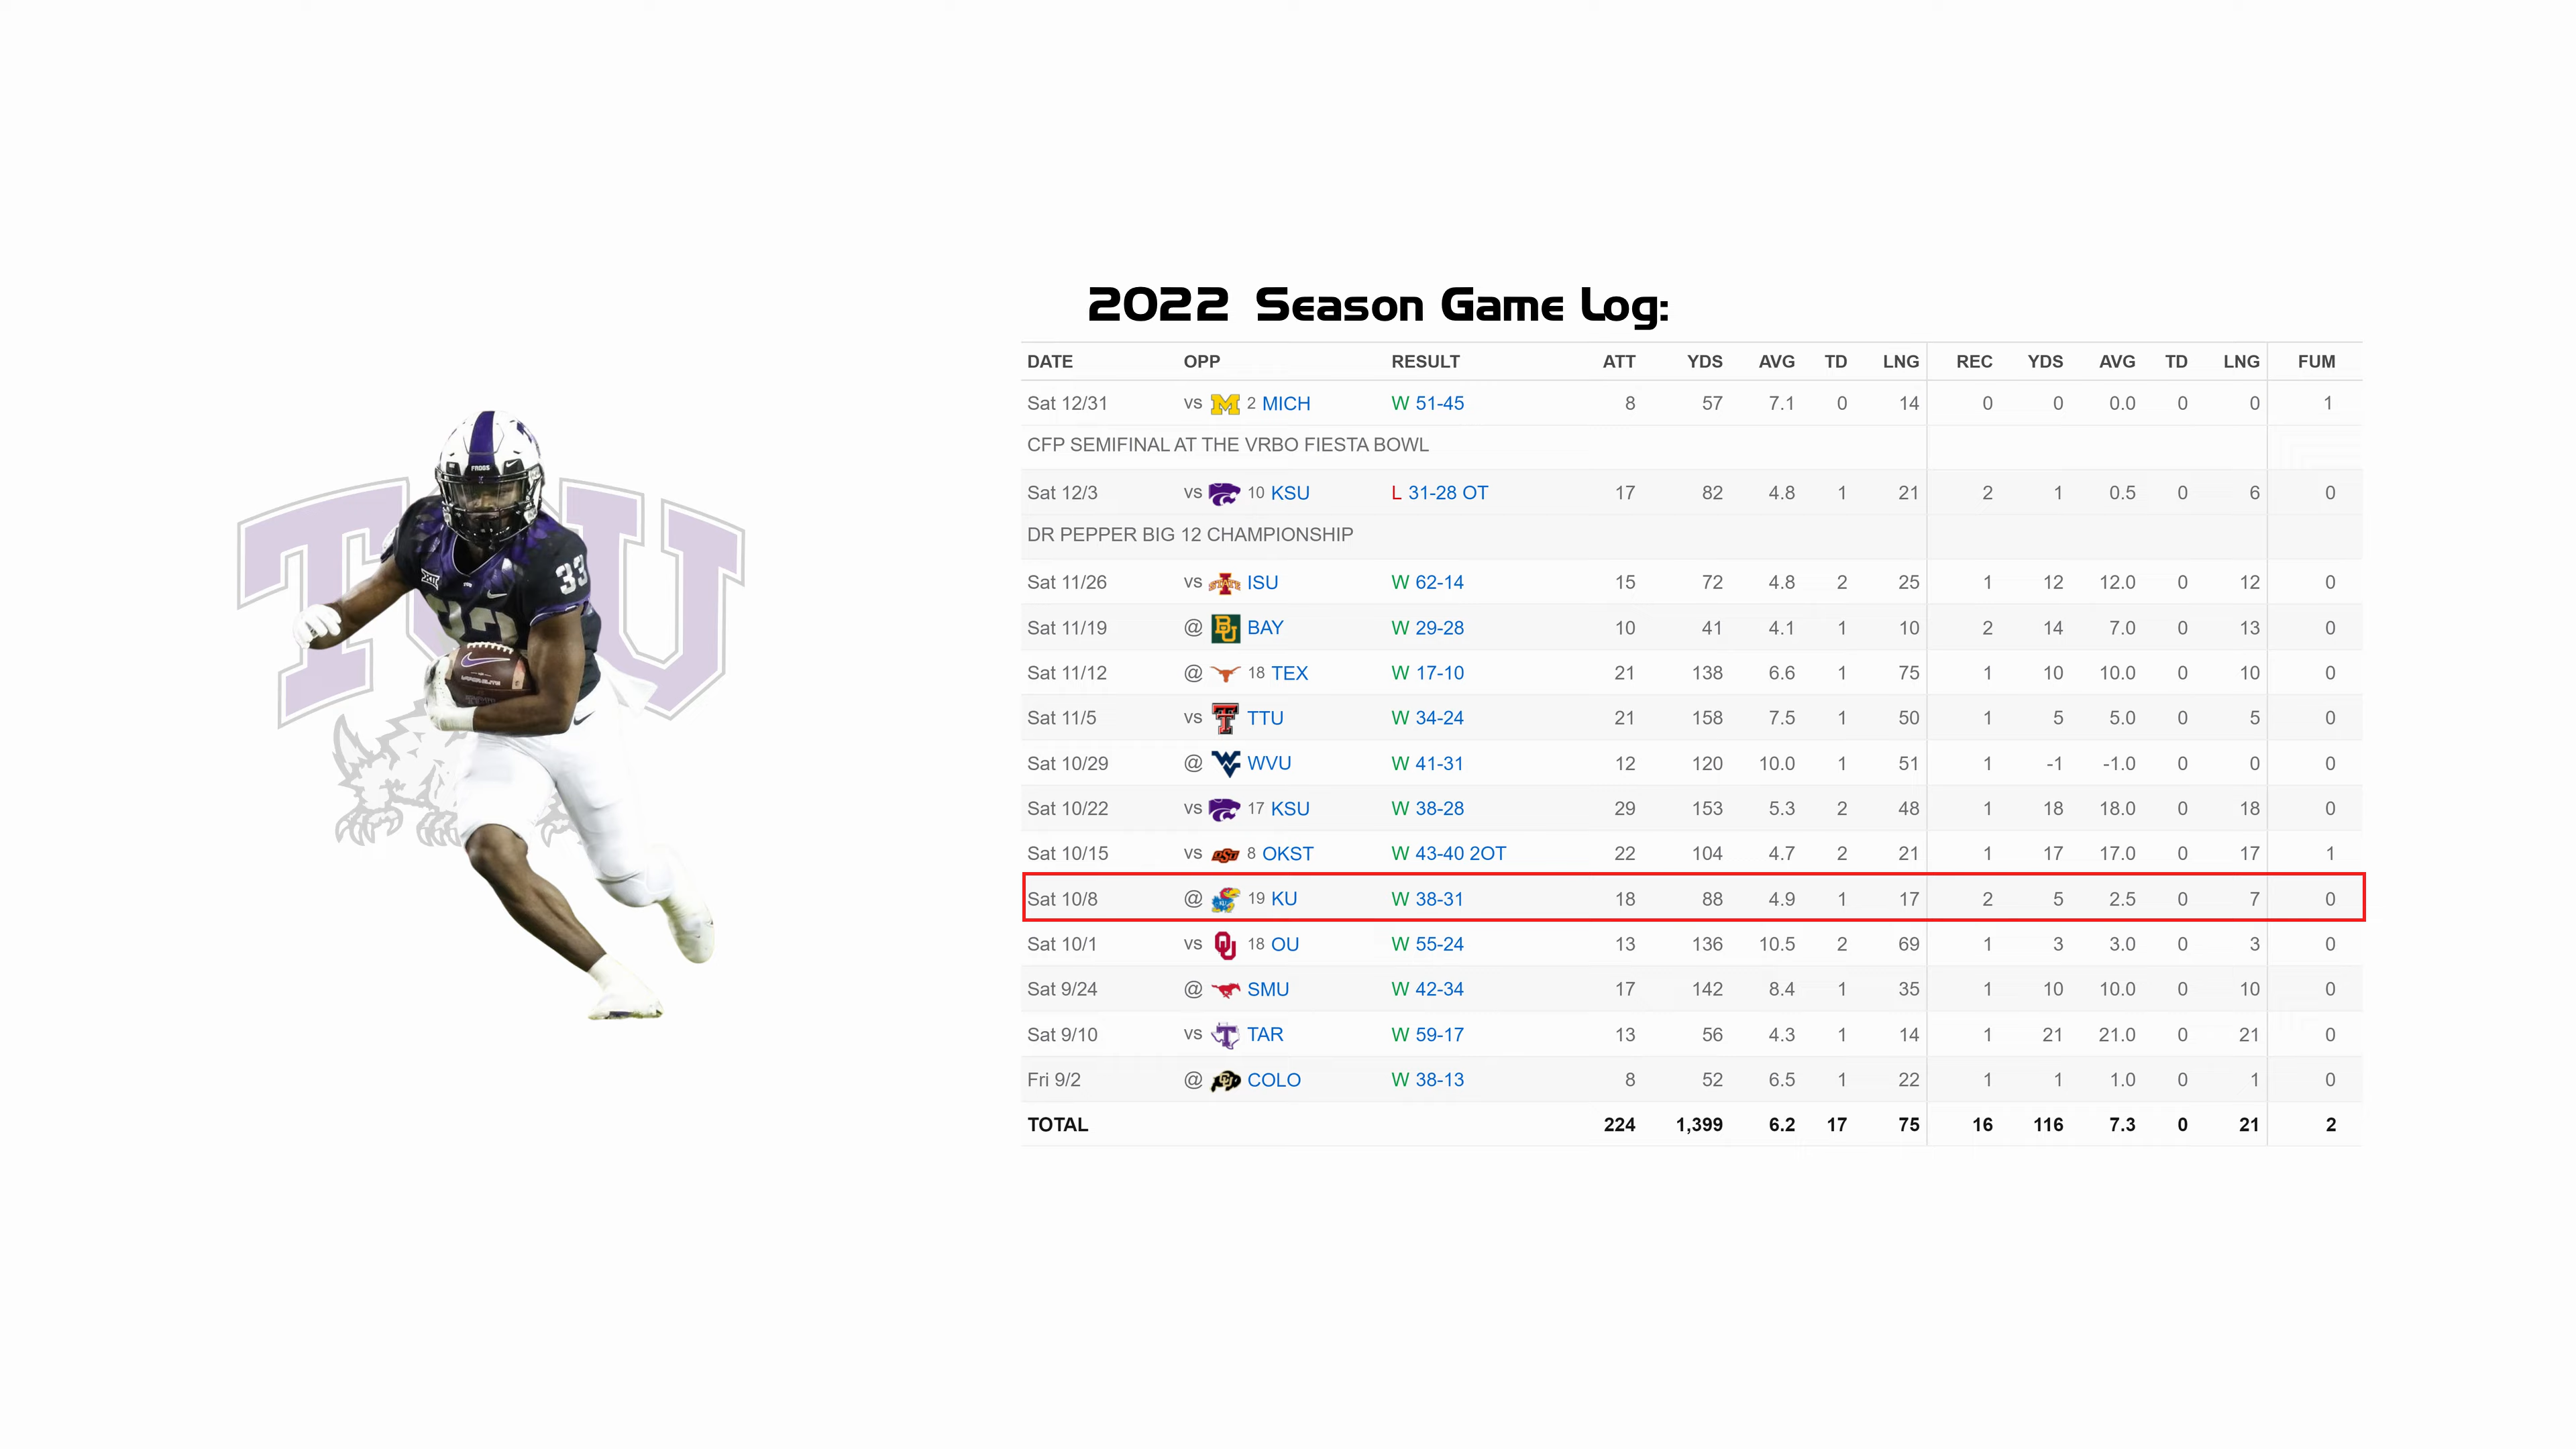 2022 Season Game Log:
DATE OPP RESULT ATT YDS AVG TD LNG REC YDS AVG TD LNG FUM
Sat 12/31 vs M 2 MICH W 51-45 8 57 7.1 0 14 0 0 0.0 0 0 1
CFP SEMIFINAL AT THE VRBO FIESTA BOWL
Sat 12/3 vs 10 KSU L 31-28 OT 17 82 4.8 1 21 2 1 0.5 0 6 0
DR PEPPER BIG 12 CHAMPIONSHIP
Sat 11/26 vs I STATE ISU W 62-14 15 72 4.8 2 25 1 12 12.0 0 12 0
Sat 11/19 @ BU BAY W 29-28 10 41 4.1 1 10 2 14 7.0 0 13 0
Sat 11/12 @ 18 TEX W 17-10 21 138 6.6 1 75 1 10 10.0 0 10 0
Sat 11/5 vs T TTU W 34-24 21 158 7.5 1 50 1 5 5.0 0 5 0
Sat 10/29 @ WV WVU W 41-31 12 120 10.0 1 51 1 -1 -1.0 0 0 0
Sat 10/22 vs 17 KSU W 38-28 29 153 5.3 2 48 1 18 18.0 0 18 0
Sat 10/15 vs OSU 8 OKST W 43-40 2OT 22 104 4.7 2 21 1 17 17.0 0 17 1
Sat 10/8 @ KU 19 KU W 38-31 18 88 4.9 1 17 2 5 2.5 0 7 0
Sat 10/1 vs OU 18 OU W 55-24 13 136 10.5 2 69 1 3 3.0 0 3 0
Sat 9/24 @ SMU W 42-34 17 142 8.4 1 35 1 10 10.0 0 10 0
Sat 9/10 vs T TAR W 59-17 13 56 4.3 1 14 1 21 21.0 0 21 0
Fri 9/2 @ CU COLO W 38-13 8 52 6.5 1 22 1 1 1.0 0 1 0
TOTAL 224 1,399 6.2 17 75 16 116 7.3 0 21 2
FROGS
TCU
XII
33
33